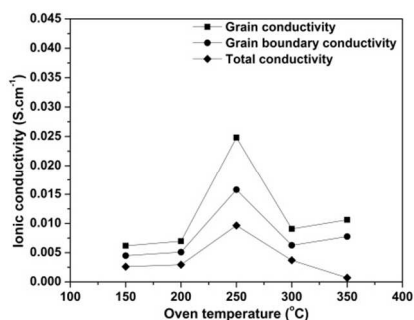 Grain conductivity
Grain boundary conductivity
Total conductivity
0.045
0.040
0.035
0.030
0.025
0.020
0.015
0.010
0.005
0.000
Ionic conductivity (S.cm⁻¹)
100 150 200 250 300 350 400
Oven temperature (°C)